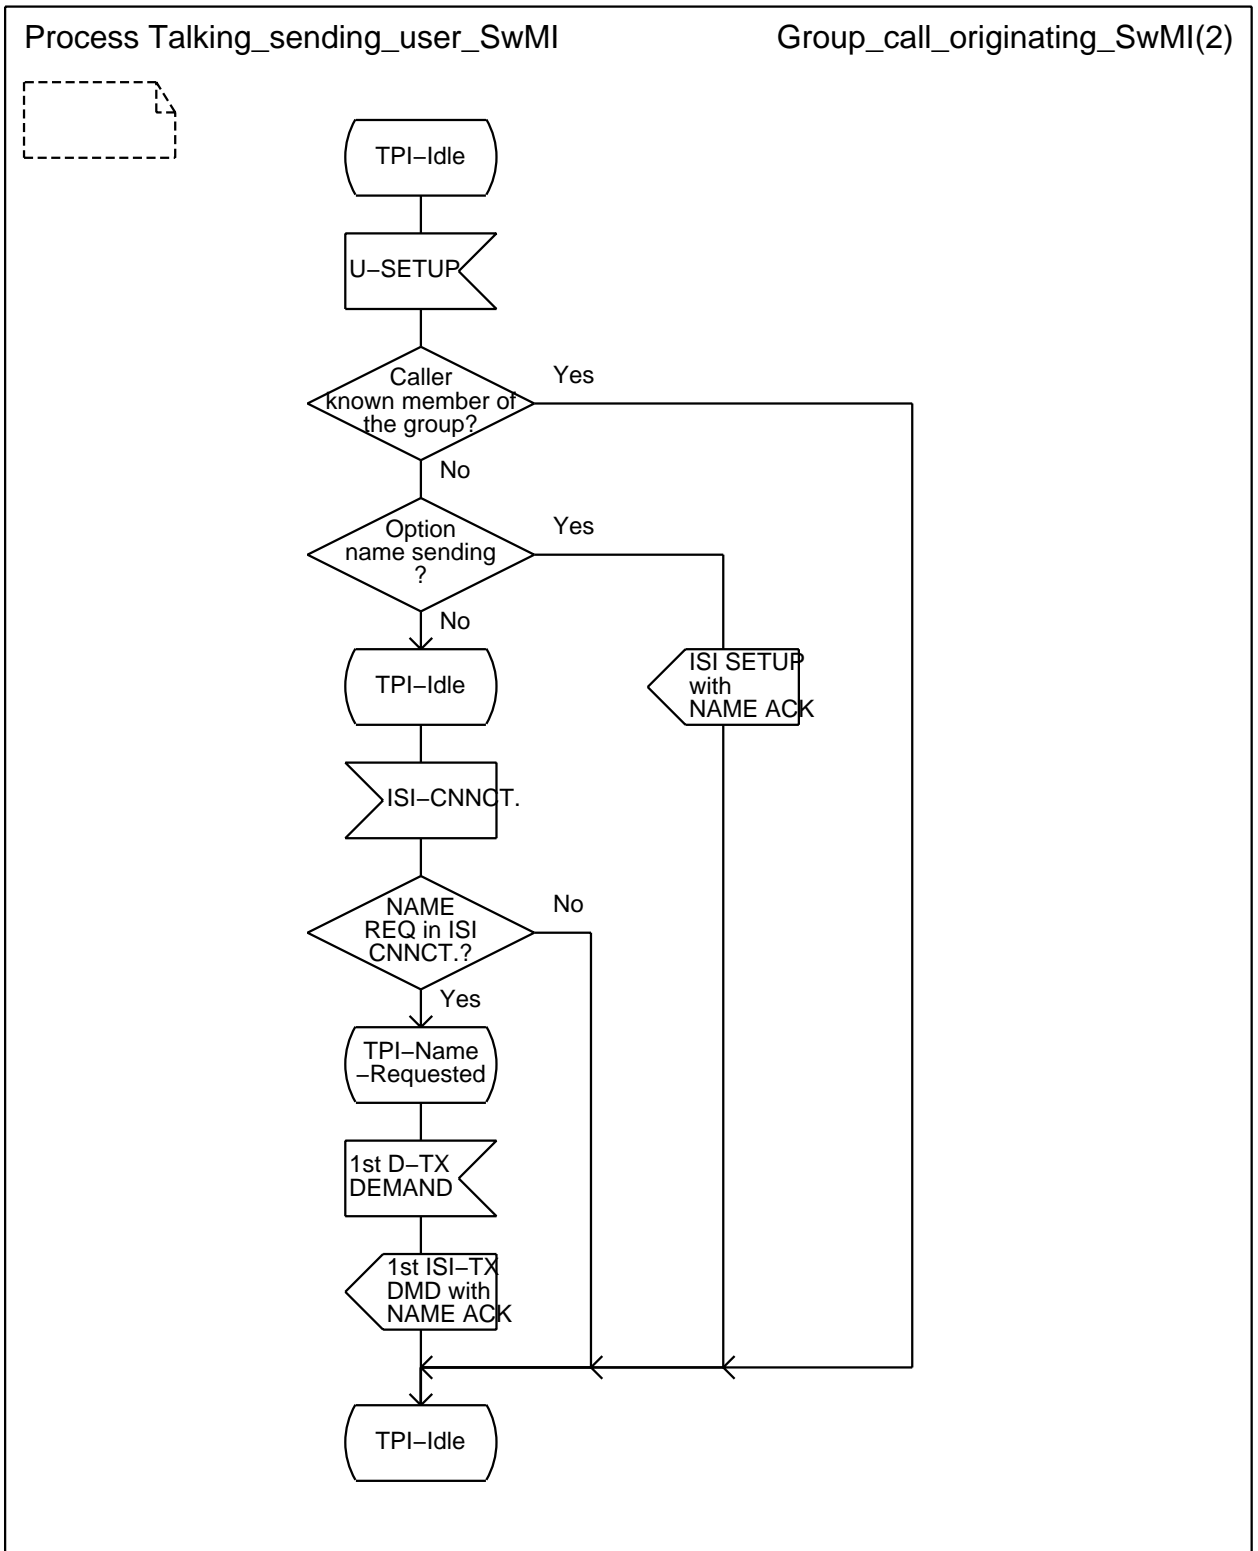 Process Talking_sending_user_SwMI
Group_call_originating_SwMI(2)
TPI–Idle
U–SETUP
Caller
known member of
the group?
Yes
No
Option
name sending
?
Yes
No
TPI–Idle
ISI SETUP
with
NAME ACK
ISI–CNNCT.
NAME
REQ in ISI
CNNCT.?
No
Yes
TPI–Name
–Requested
1st D–TX
DEMAND
1st ISI–TX
DMD with
NAME ACK
TPI–Idle